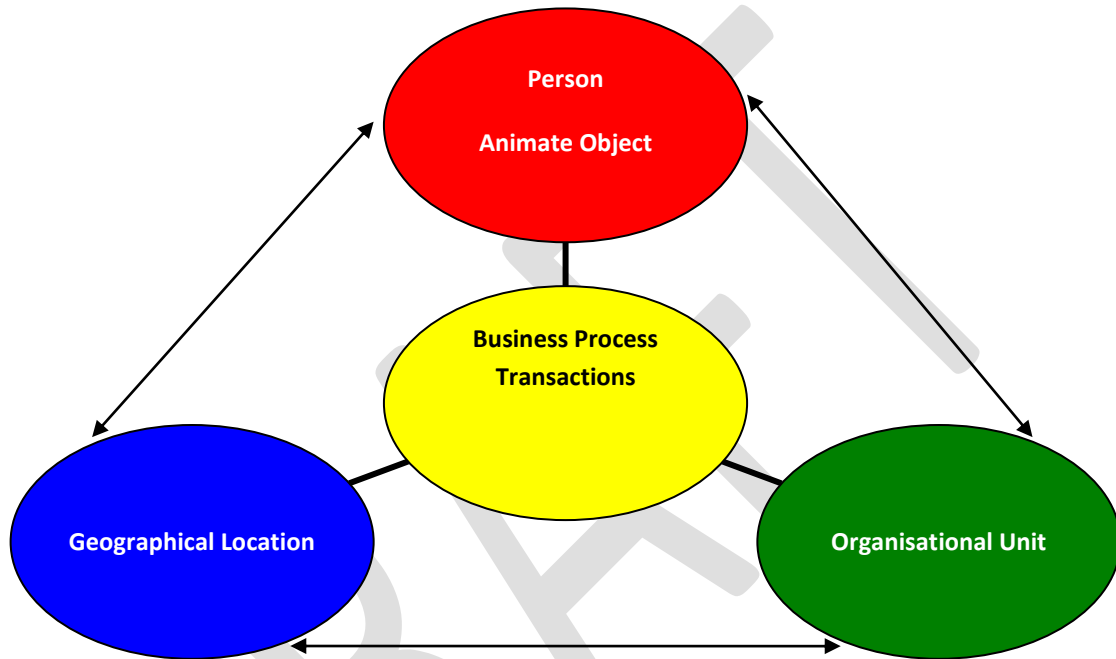 Person
Animate Object
Business Process
Transactions
Geographical Location
Organisational Unit